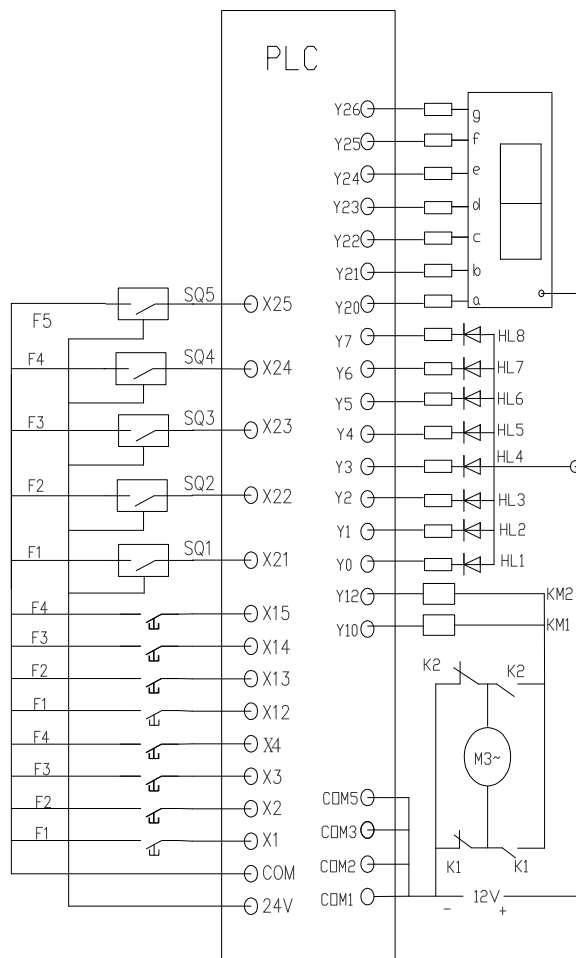 PLC
Y26 g
Y25 f
Y24 e
Y23 d
Y22 c
Y21 b
SQ5 X25 Y20 a
F5
Y7 HL8
F4 SQ4 X24 Y6 HL7
Y5 HL6
F3 SQ3 X23 Y4 HL5
Y3 HL4
F2 SQ2 X22 Y2 HL3
Y1 HL2
F1 SQ1 X21 Y0 HL1
Y12 KM2
F4 X15
Y10 KM1
F3 X14
F2 X13 K2 K2
F1 X12
F4 X4 M3~
F3 X3
F2 X2 COM5
F1 X1 COM3
K1 K1
COM COM2
24V COM1 12V
- +